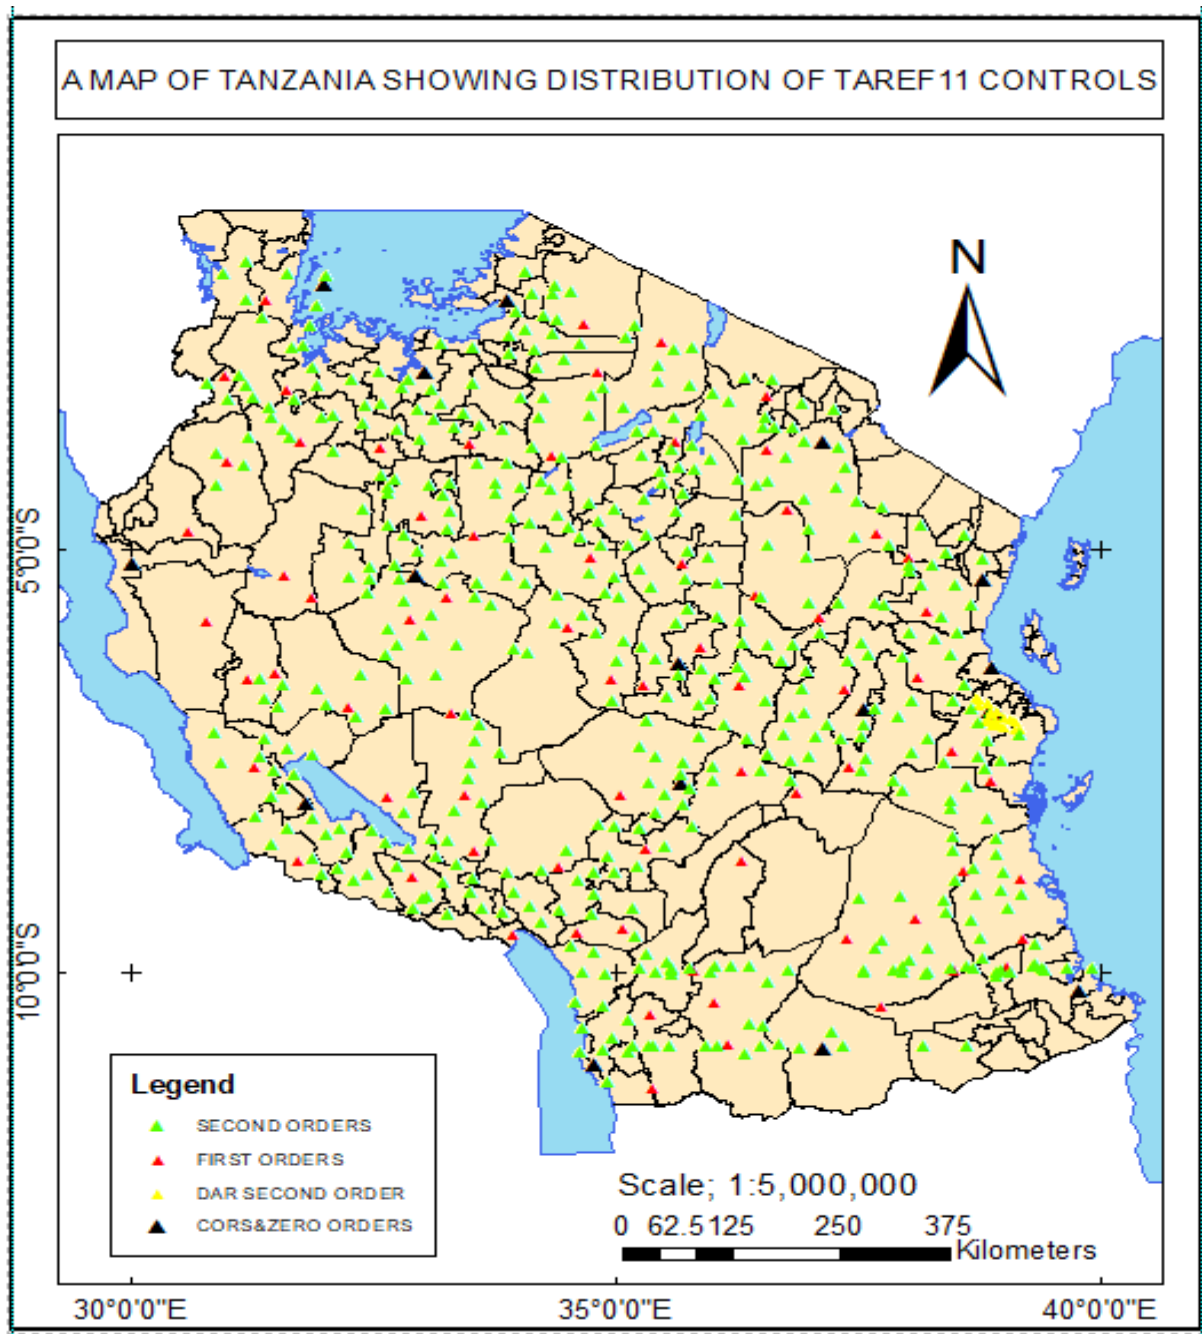 A MAP OF TANZANIA SHOWING DISTRIBUTION OF TAREF11 CONTROLS
N
5°0'0"S
10°0'0"S
Legend
SECOND ORDERS
FIRST ORDERS
DAR SECOND ORDER
CORS&ZERO ORDERS
Scale; 1:5,000,000
0 62.5 125 250 375
Kilometers
30°0'0"E 35°0'0"E 40°0'0"E